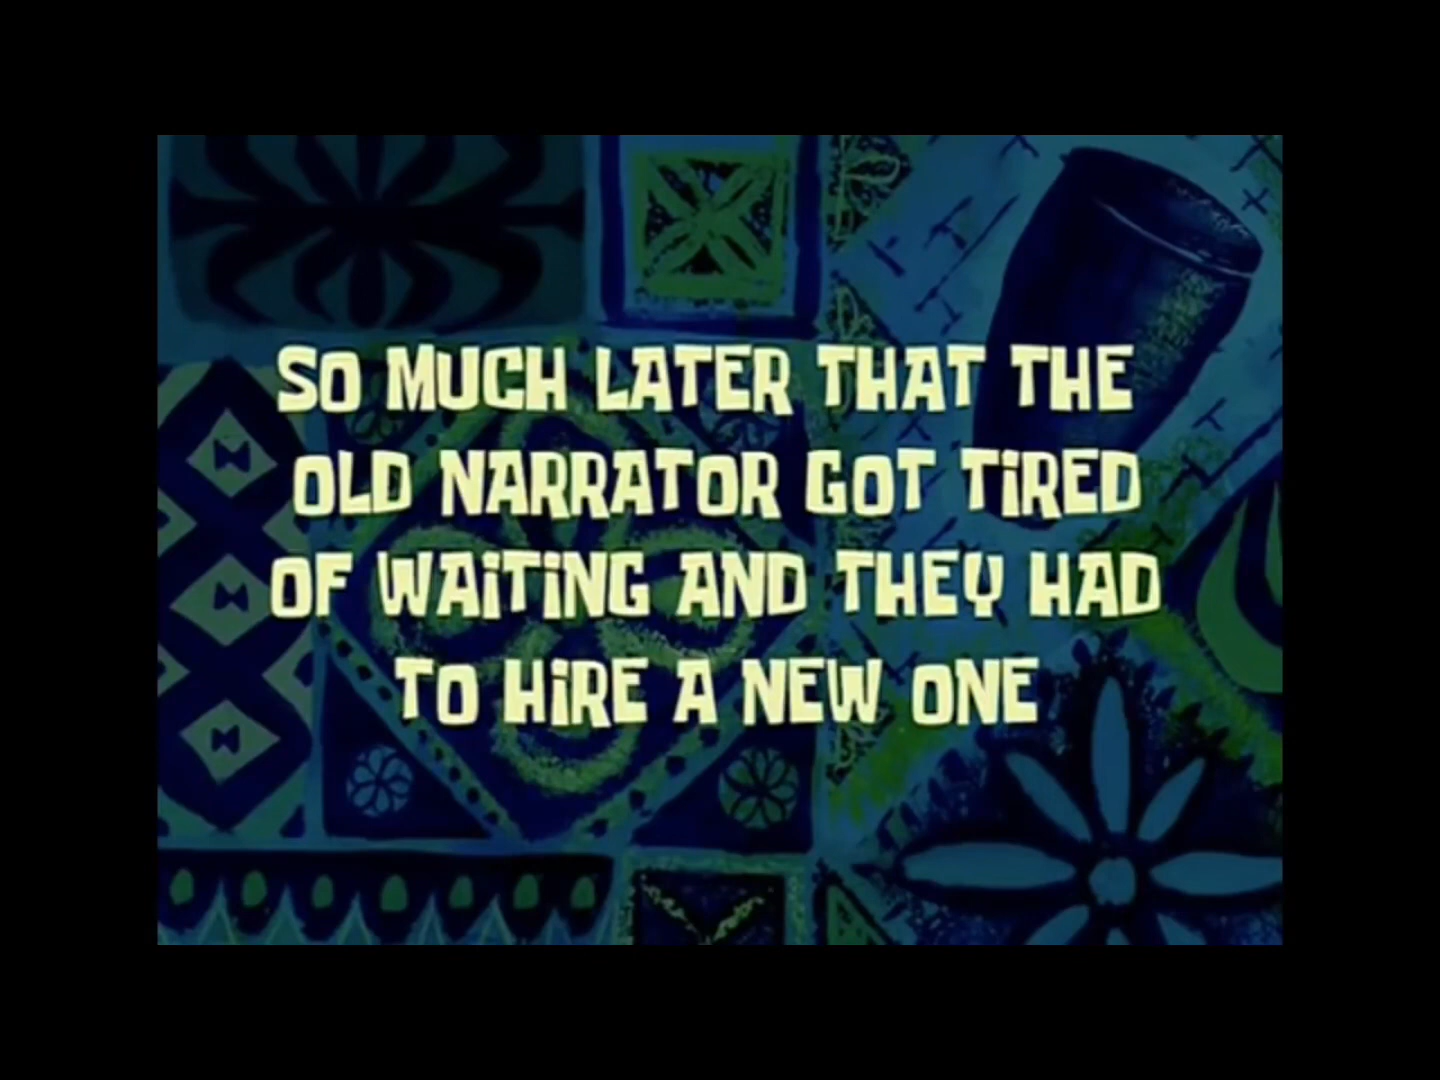 SO MUCH LATER THAT THE
OLD NARRATOR GOT TiRED
OF WAiTiNG AND THEY HAD
TO HiRE A NEW ONE